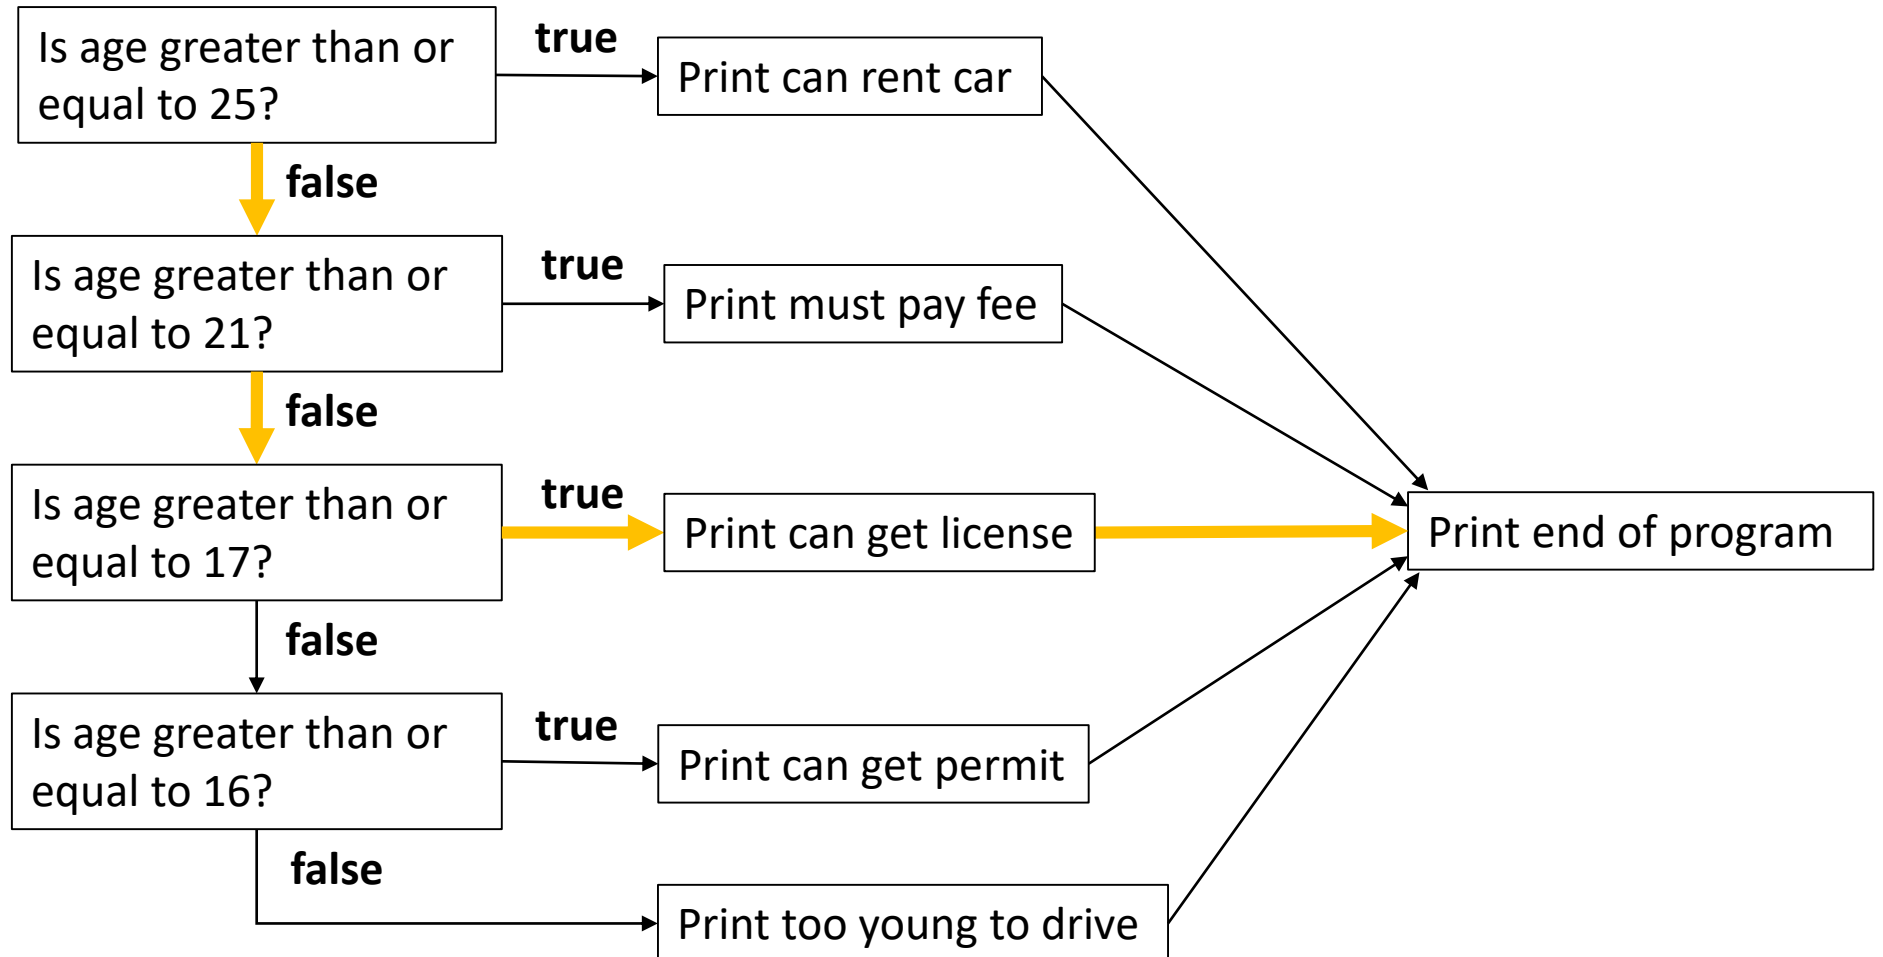 Is age greater than or
equal to 25?
true
Print can rent car
false
Is age greater than or
equal to 21?
true
Print must pay fee
false
Is age greater than or
equal to 17?
true
Print can get license
Print end of program
false
Is age greater than or
equal to 16?
true
Print can get permit
false
Print too young to drive